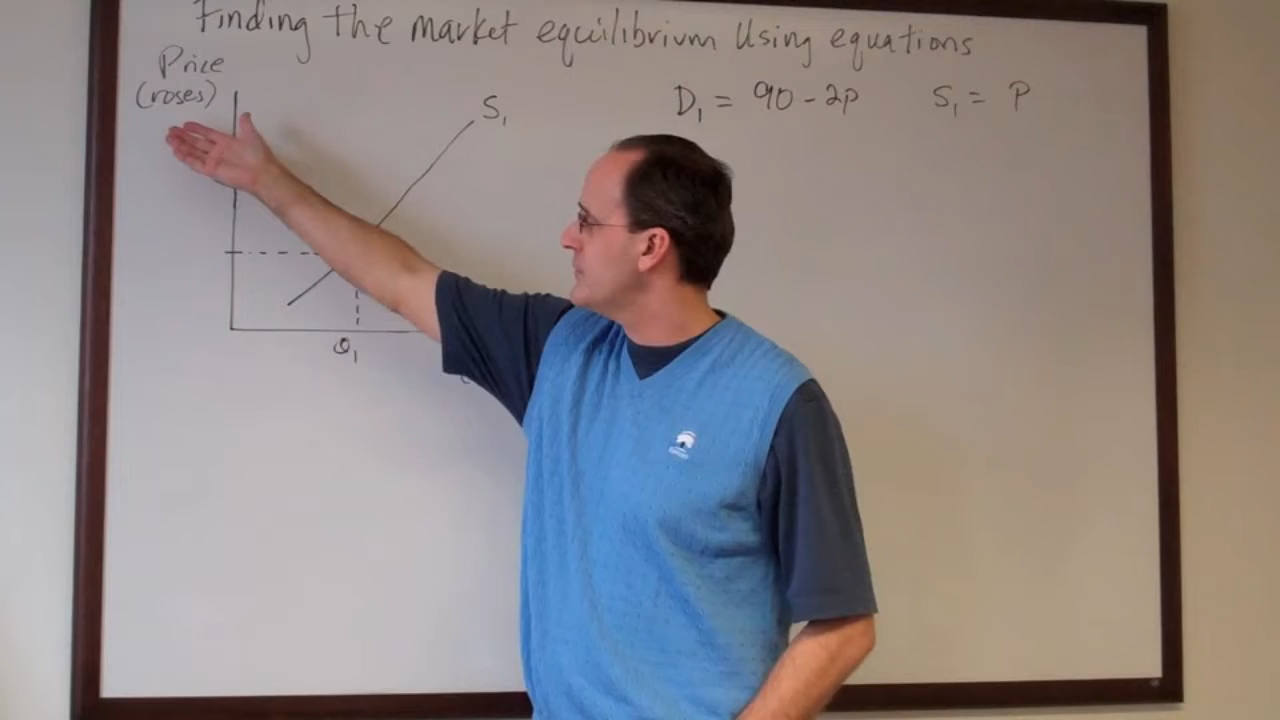 Finding the market equilibrium Using equations
Price
(roses)
S₁
D₁ = 90 - 2p
S₁ = P
Q₁